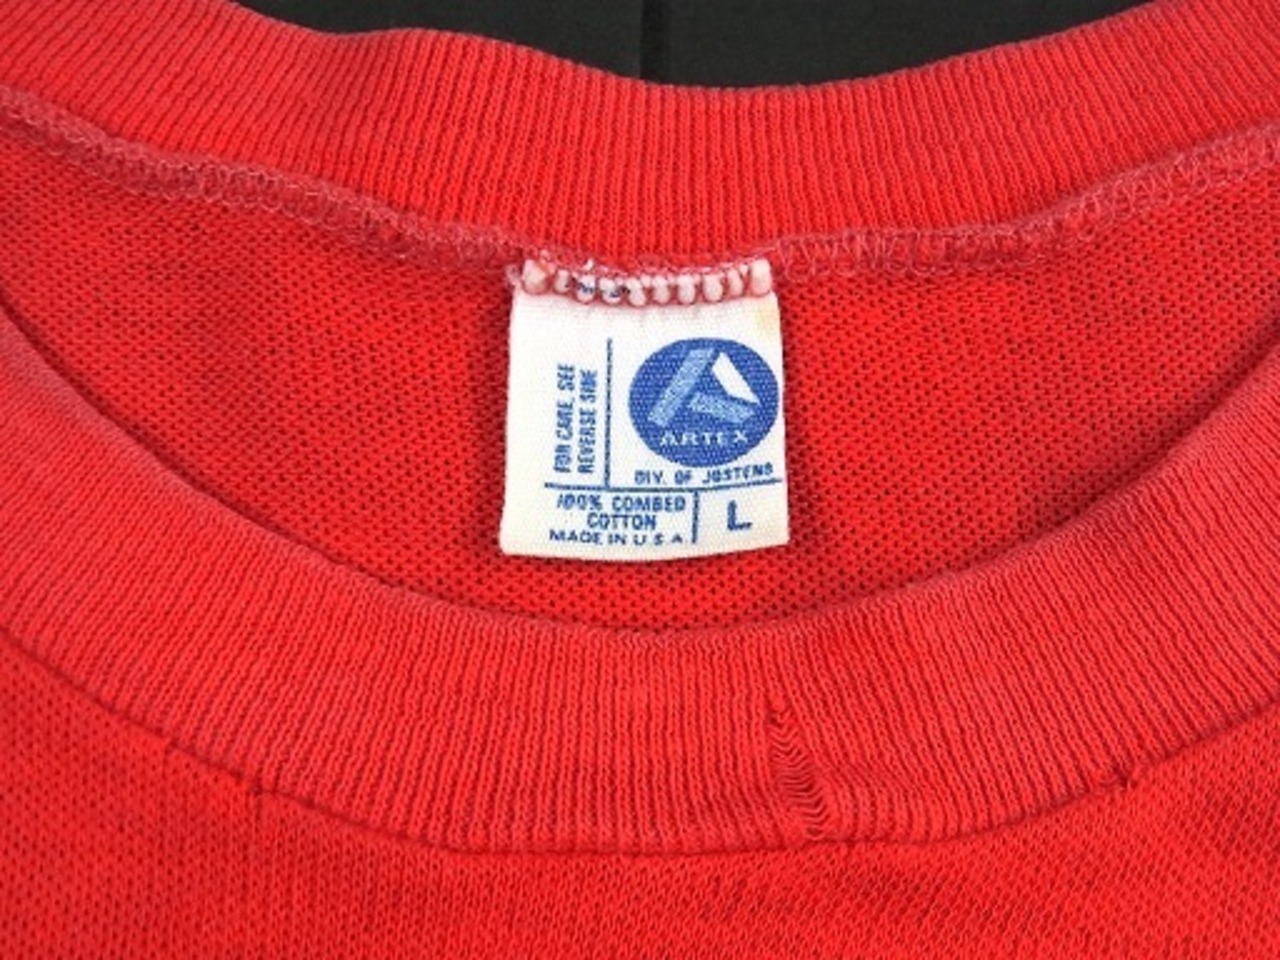 FOR CARE, SEE
REVERSE SIDE
ARTEX
DIV. OF JOSTENS
100% COMBED
COTTON
MADE IN U.S.A.
L